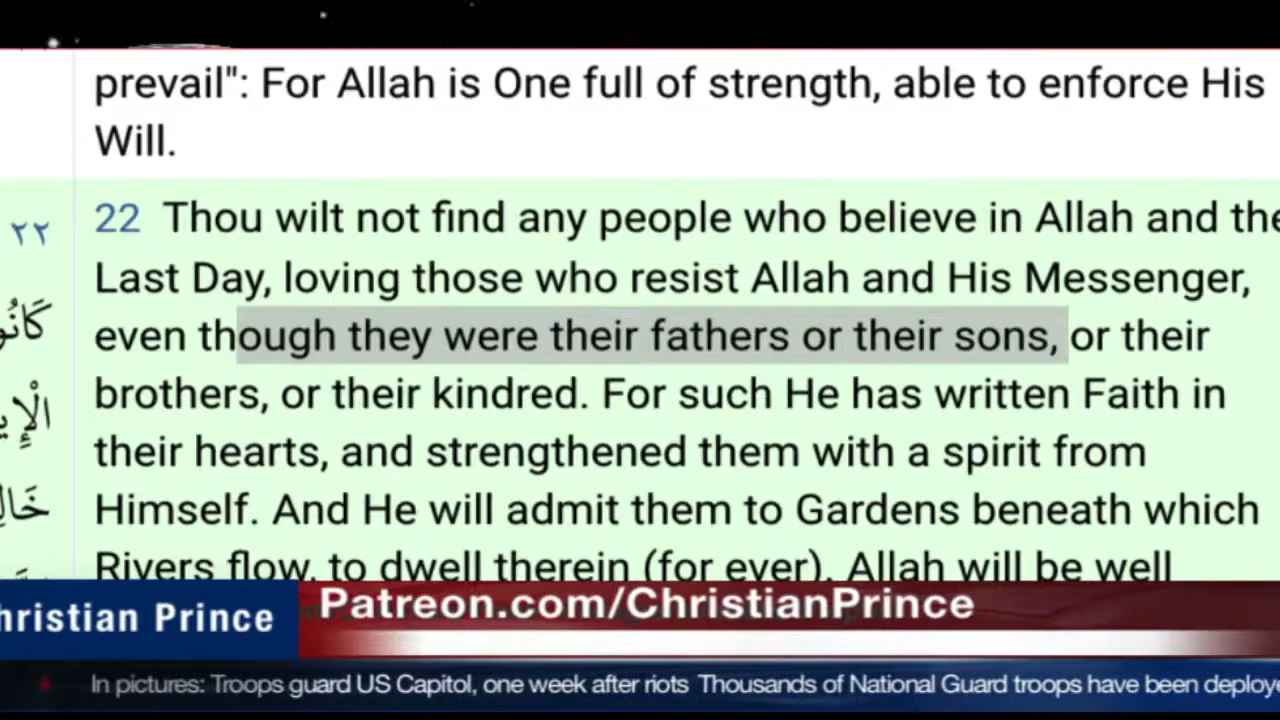 prevail": For Allah is One full of strength, able to enforce His
Will.
٢٢
22 Thou wilt not find any people who believe in Allah and the
Last Day, loving those who resist Allah and His Messenger,
even though they were their fathers or their sons, or their
brothers, or their kindred. For such He has written Faith in
their hearts, and strengthened them with a spirit from
Himself. And He will admit them to Gardens beneath which
Rivers flow, to dwell therein (for ever). Allah will be well
hristian Prince
Patreon.com/ChristianPrince
In pictures: Troops guard US Capitol, one week after riots Thousands of National Guard troops have been deploye